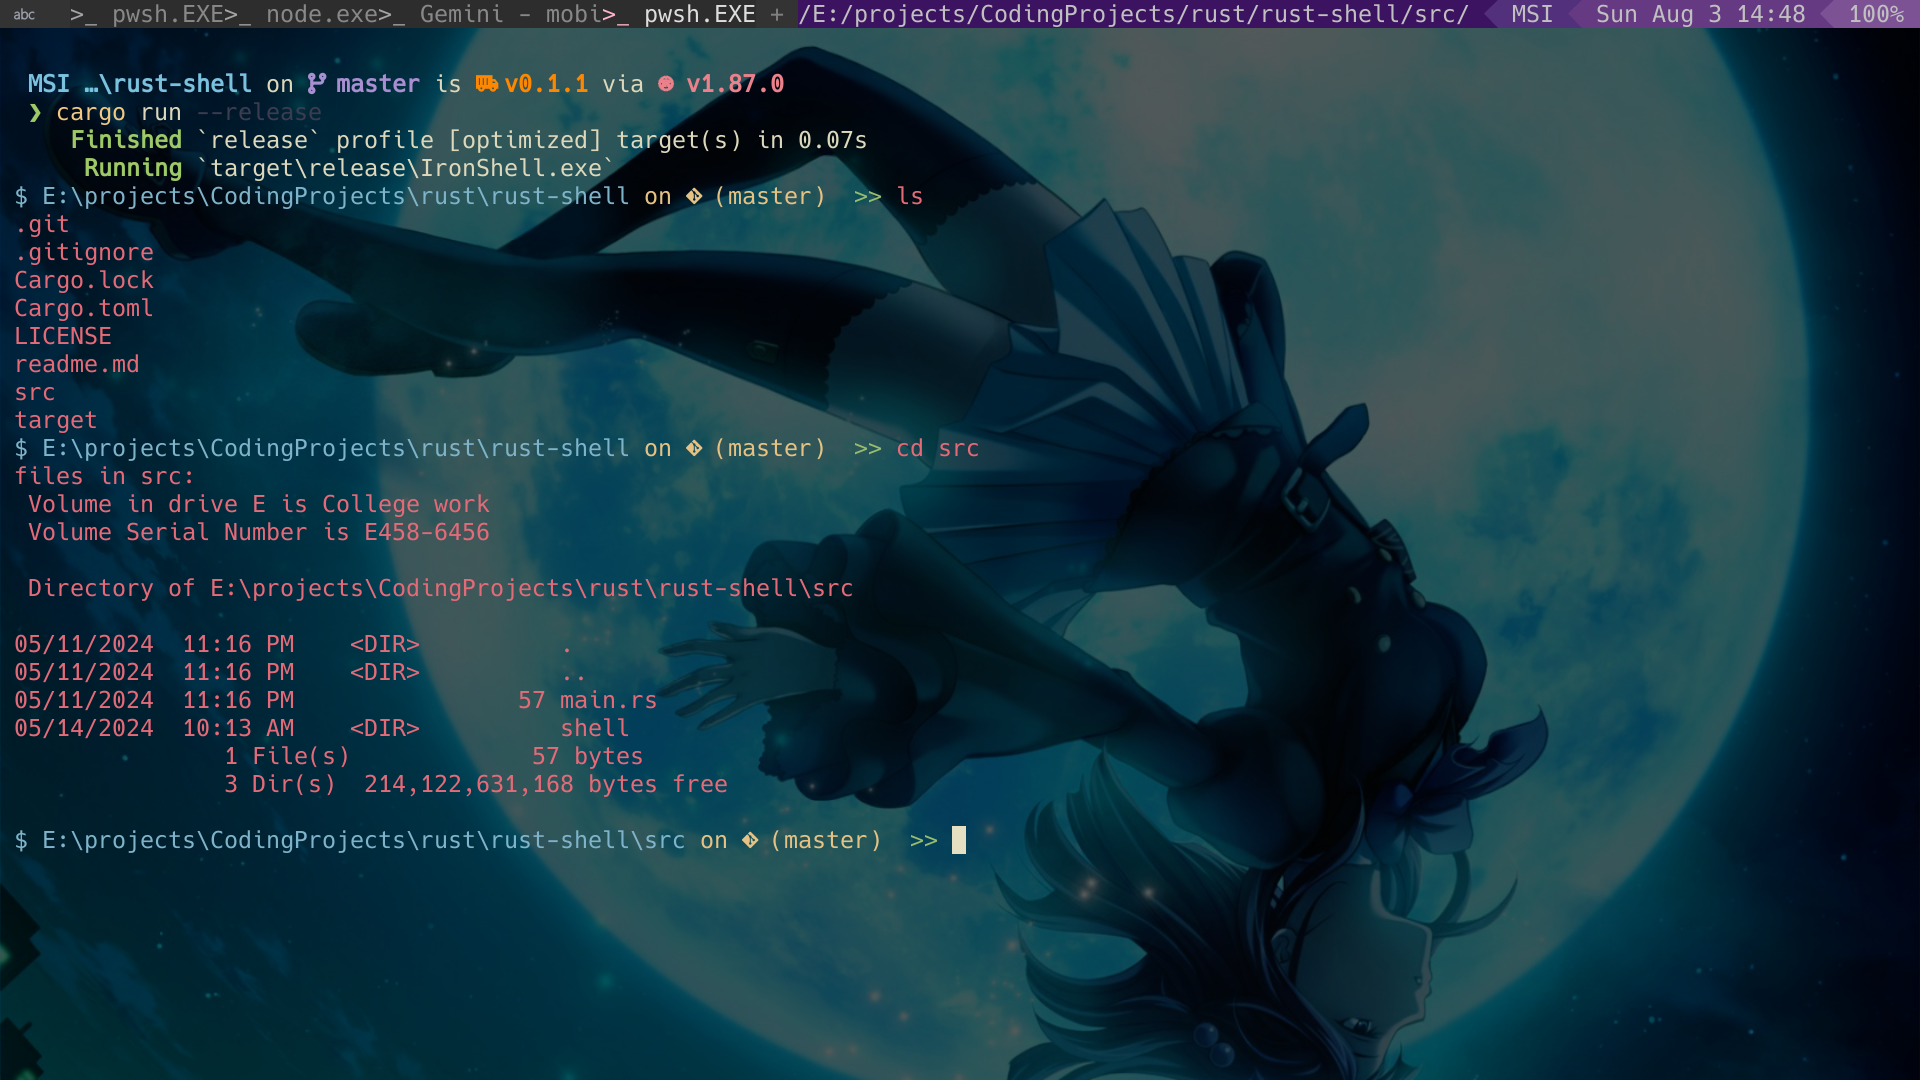 abc >_ pwsh.EXE>_ node.exe>_ Gemini - mobi>_ pwsh.EXE + /E:/projects/CodingProjects/rust/rust-shell/src/ MSI Sun Aug 3 14:48 100%
MSI …\rust-shell on master is v0.1.1 via v1.87.0
❯ cargo run --release
Finished `release` profile [optimized] target(s) in 0.07s
Running `target\release\IronShell.exe`
$ E:\projects\CodingProjects\rust\rust-shell on (master) >> ls
.git
.gitignore
Cargo.lock
Cargo.toml
LICENSE
readme.md
src
target
$ E:\projects\CodingProjects\rust\rust-shell on (master) >> cd src
files in src:
Volume in drive E is College work
Volume Serial Number is E458-6456
Directory of E:\projects\CodingProjects\rust\rust-shell\src
05/11/2024 11:16 PM <DIR> .
05/11/2024 11:16 PM <DIR> ..
05/11/2024 11:16 PM 57 main.rs
05/14/2024 10:13 AM <DIR> shell
1 File(s) 57 bytes
3 Dir(s) 214,122,631,168 bytes free
$ E:\projects\CodingProjects\rust\rust-shell\src on (master) >>